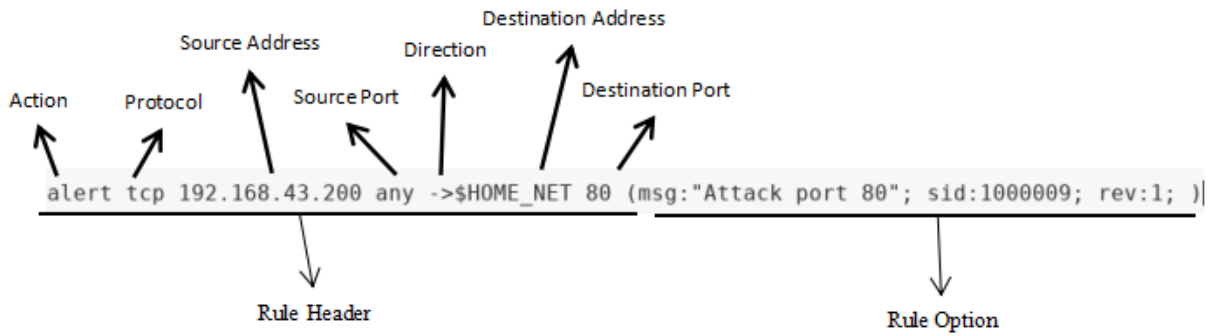 Destination Address
Source Address
Direction
Action
Protocol
Source Port
Destination Port
alert tcp 192.168.43.200 any ->$HOME_NET 80 (msg:"Attack port 80"; sid:1000009; rev:1; )
Rule Header
Rule Option